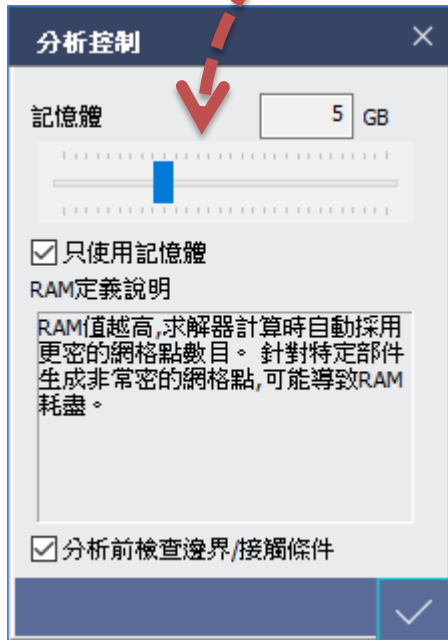 分析控制
記憶體 5 GB
只使用記憶體
RAM定義說明
RAM值越高,求解器計算時自動採用
更密的網格點數目。 針對特定部件
生成非常密的網格點,可能導致RAM
耗盡。
分析前檢查邊界/接觸條件